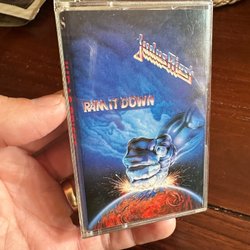 Judas Priest
RAM IT DOWN